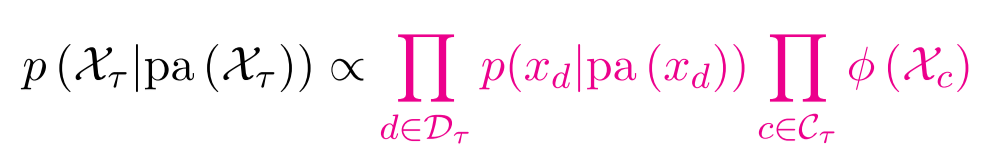 p (𝒳_τ|pa (𝒳_τ)) ∝ ∏_{d∈𝒟_τ} p(x_d|pa (x_d)) ∏_{c∈𝒞_τ} ϕ (𝒳_c)